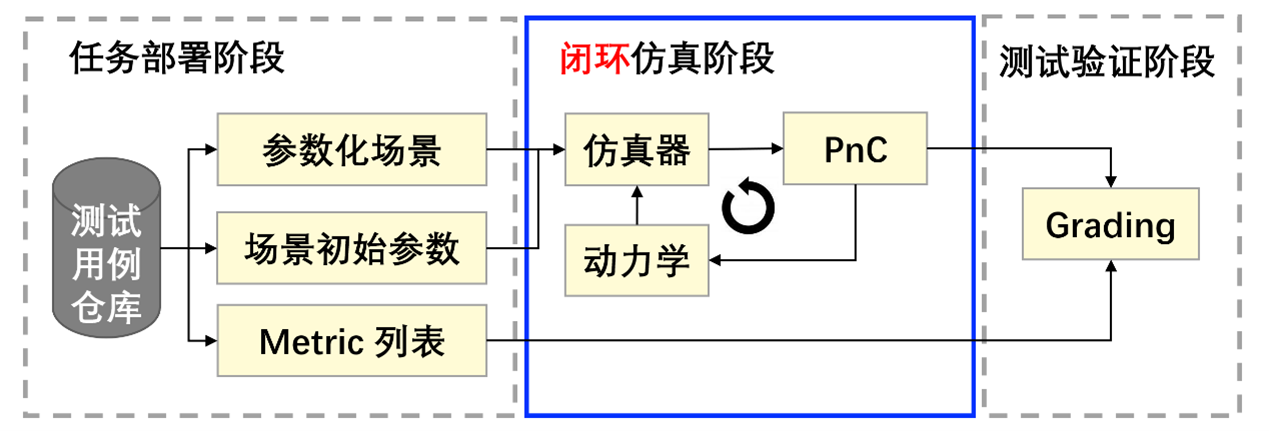 任务部署阶段
闭环仿真阶段
测试验证阶段
测试
用例
仓库
参数化场景
场景初始参数
Metric 列表
仿真器
PnC
动力学
Grading